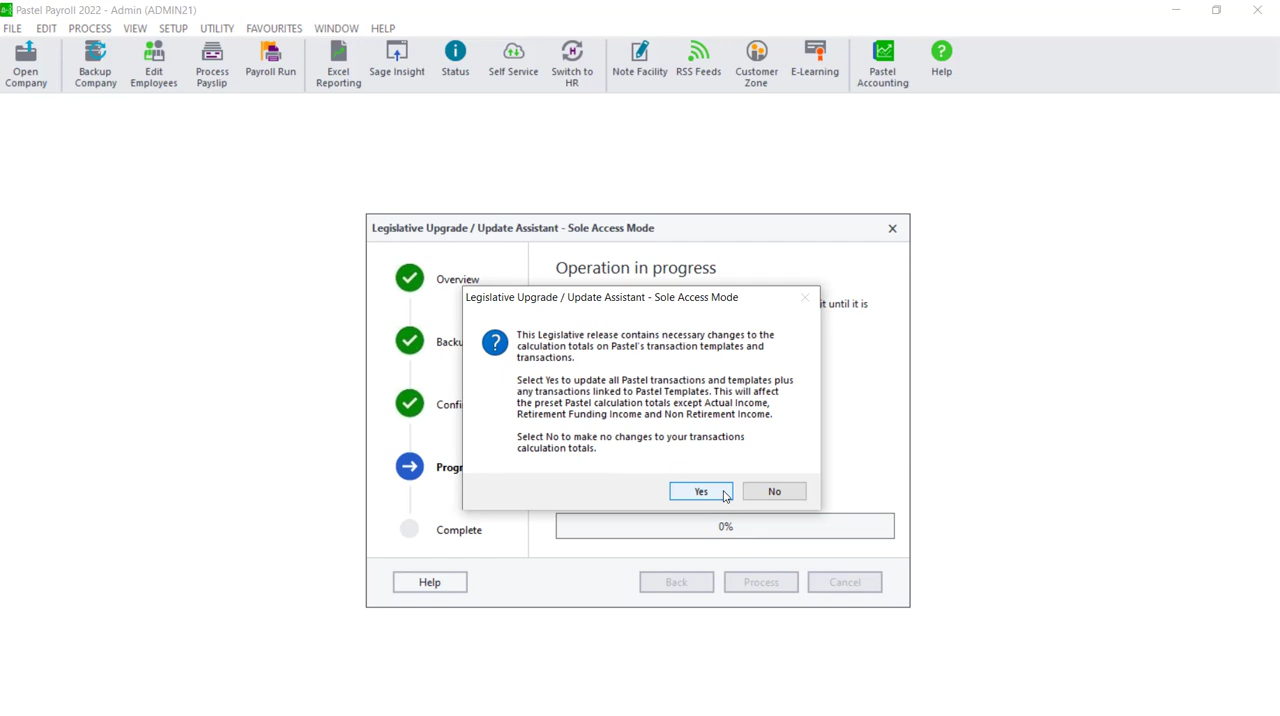 Pastel Payroll 2022 - Admin (ADMIN21)
FILE EDIT PROCESS VIEW SETUP UTILITY FAVOURITES WINDOW HELP
Open Company
Backup Company
Edit Employees
Process Payslip
Payroll Run
Excel Reporting
Sage Insight
Status
Self Service
Switch to HR
Note Facility
RSS Feeds
Customer Zone
E-Learning
Pastel Accounting
Help
Legislative Upgrade / Update Assistant - Sole Access Mode
Overview
Backu
Confi
Progr
Complete
Operation in progress
it until it is
Legislative Upgrade / Update Assistant - Sole Access Mode
This Legislative release contains necessary changes to the
calculation totals on Pastel's transaction templates and
transactions.
Select Yes to update all Pastel transactions and templates plus
any transactions linked to Pastel Templates. This will affect
the preset Pastel calculation totals except Actual Income,
Retirement Funding Income and Non Retirement Income.
Select No to make no changes to your transactions
calculation totals.
Yes No
0%
Help Back Process Cancel